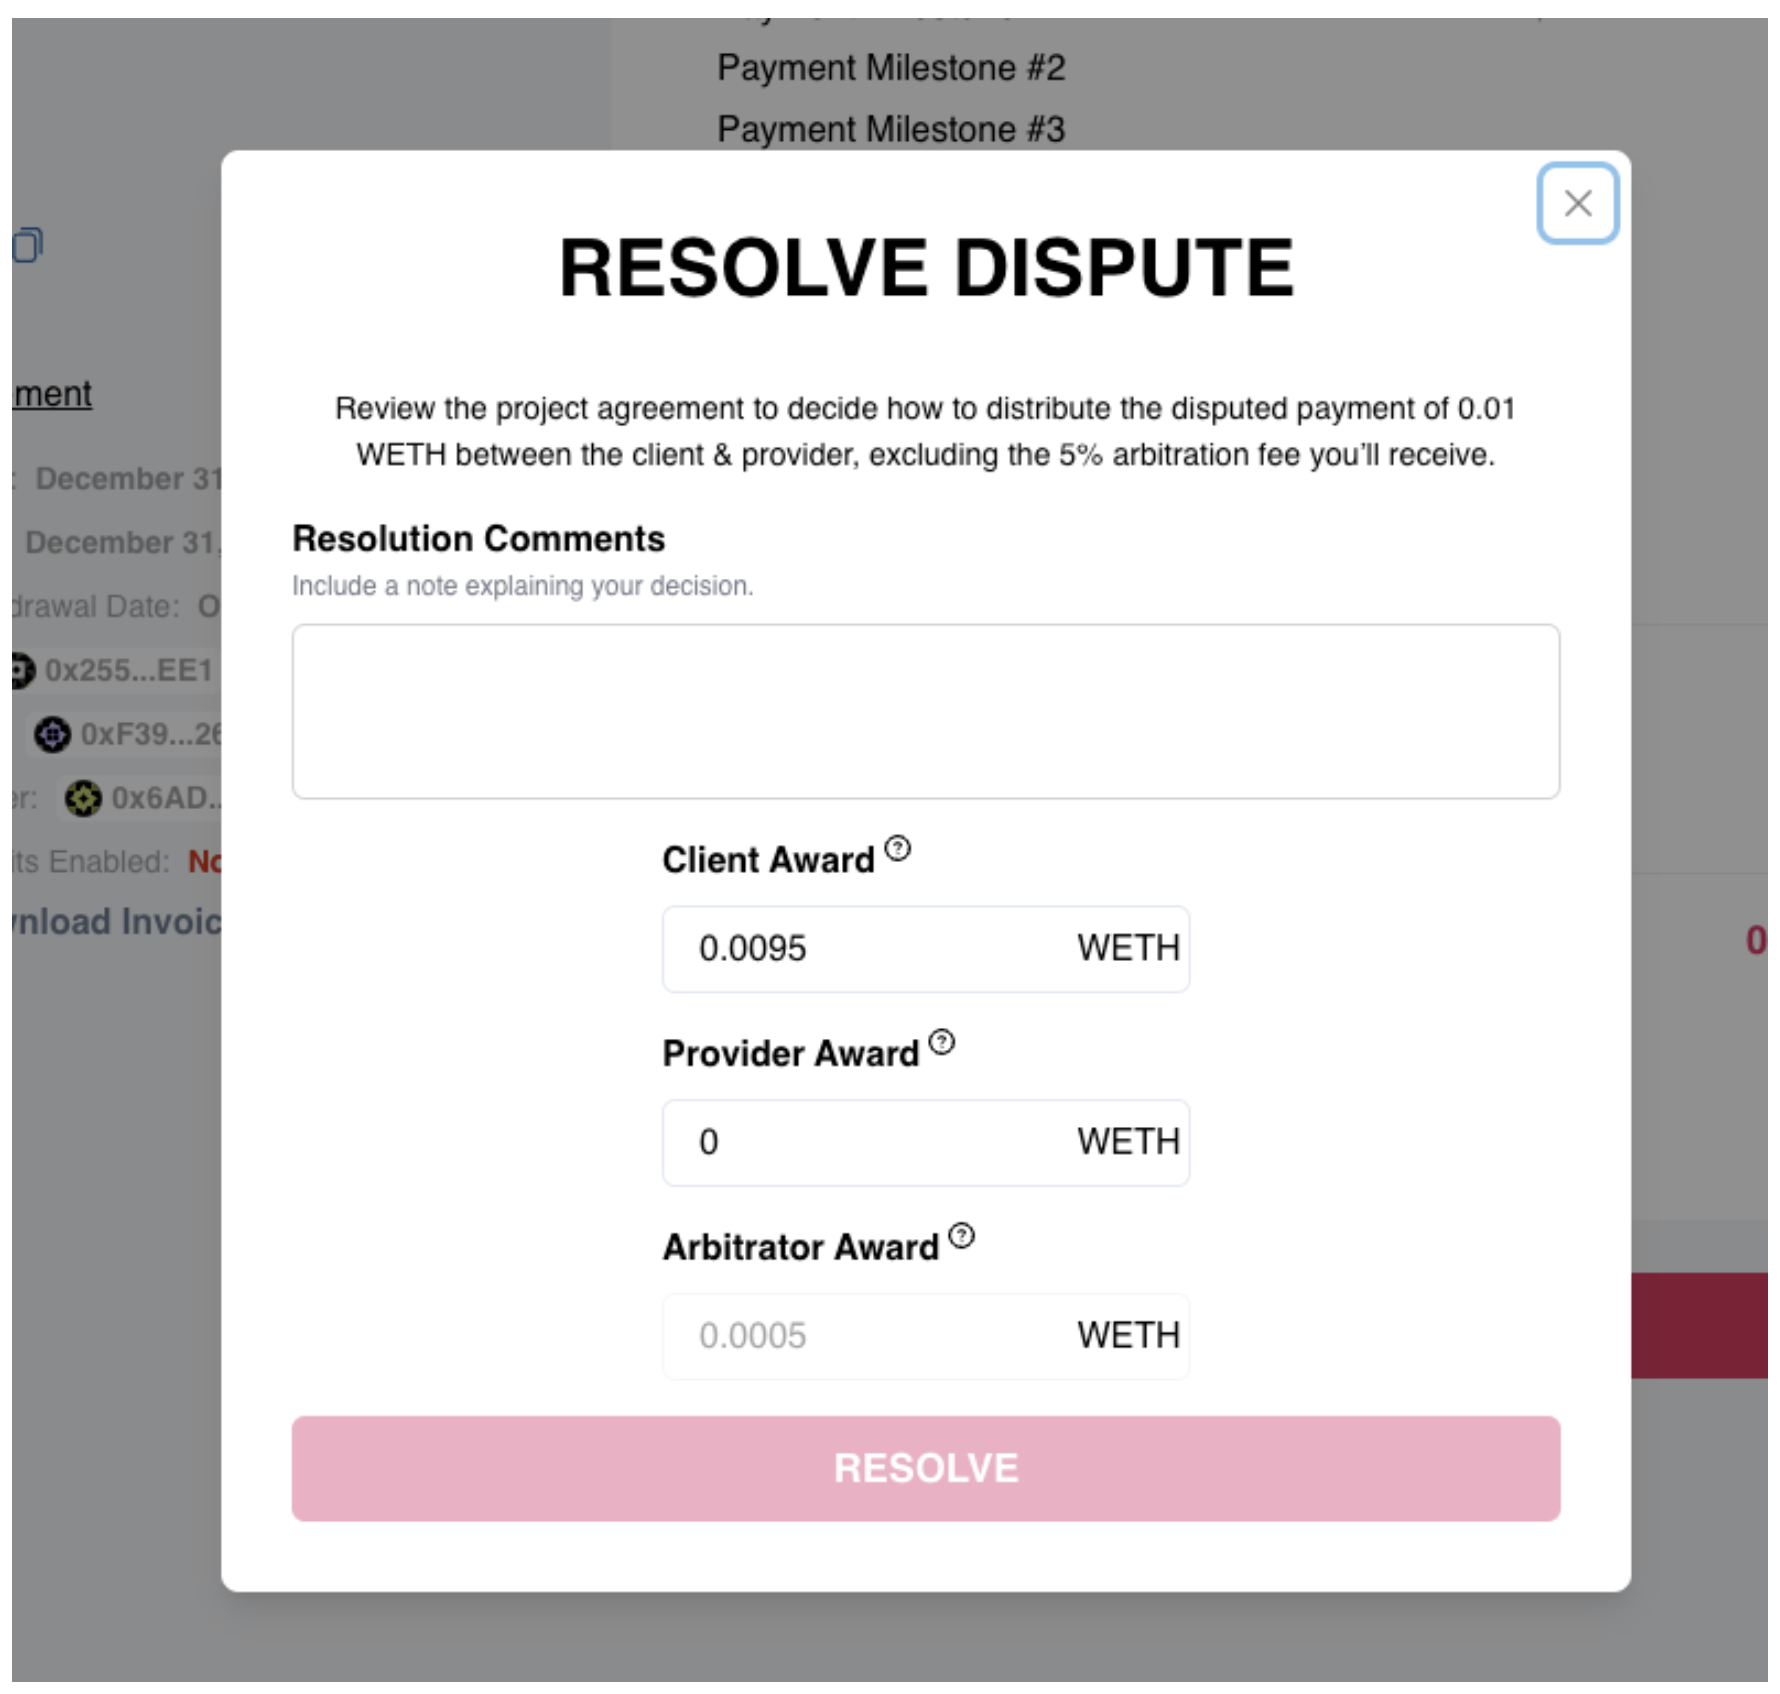 Payment Milestone #2
Payment Milestone #3
RESOLVE DISPUTE
ment
Review the project agreement to decide how to distribute the disputed payment of 0.01
WETH between the client & provider, excluding the 5% arbitration fee you'll receive.
: December 31
December 31,
Resolution Comments
Include a note explaining your decision.
drawal Date: O
0x255...EE1
0xF39...26
er: 0x6AD..
its Enabled: No
Client Award
wnload Invoic
0.0095 WETH
0
Provider Award
0 WETH
Arbitrator Award
0.0005 WETH
RESOLVE